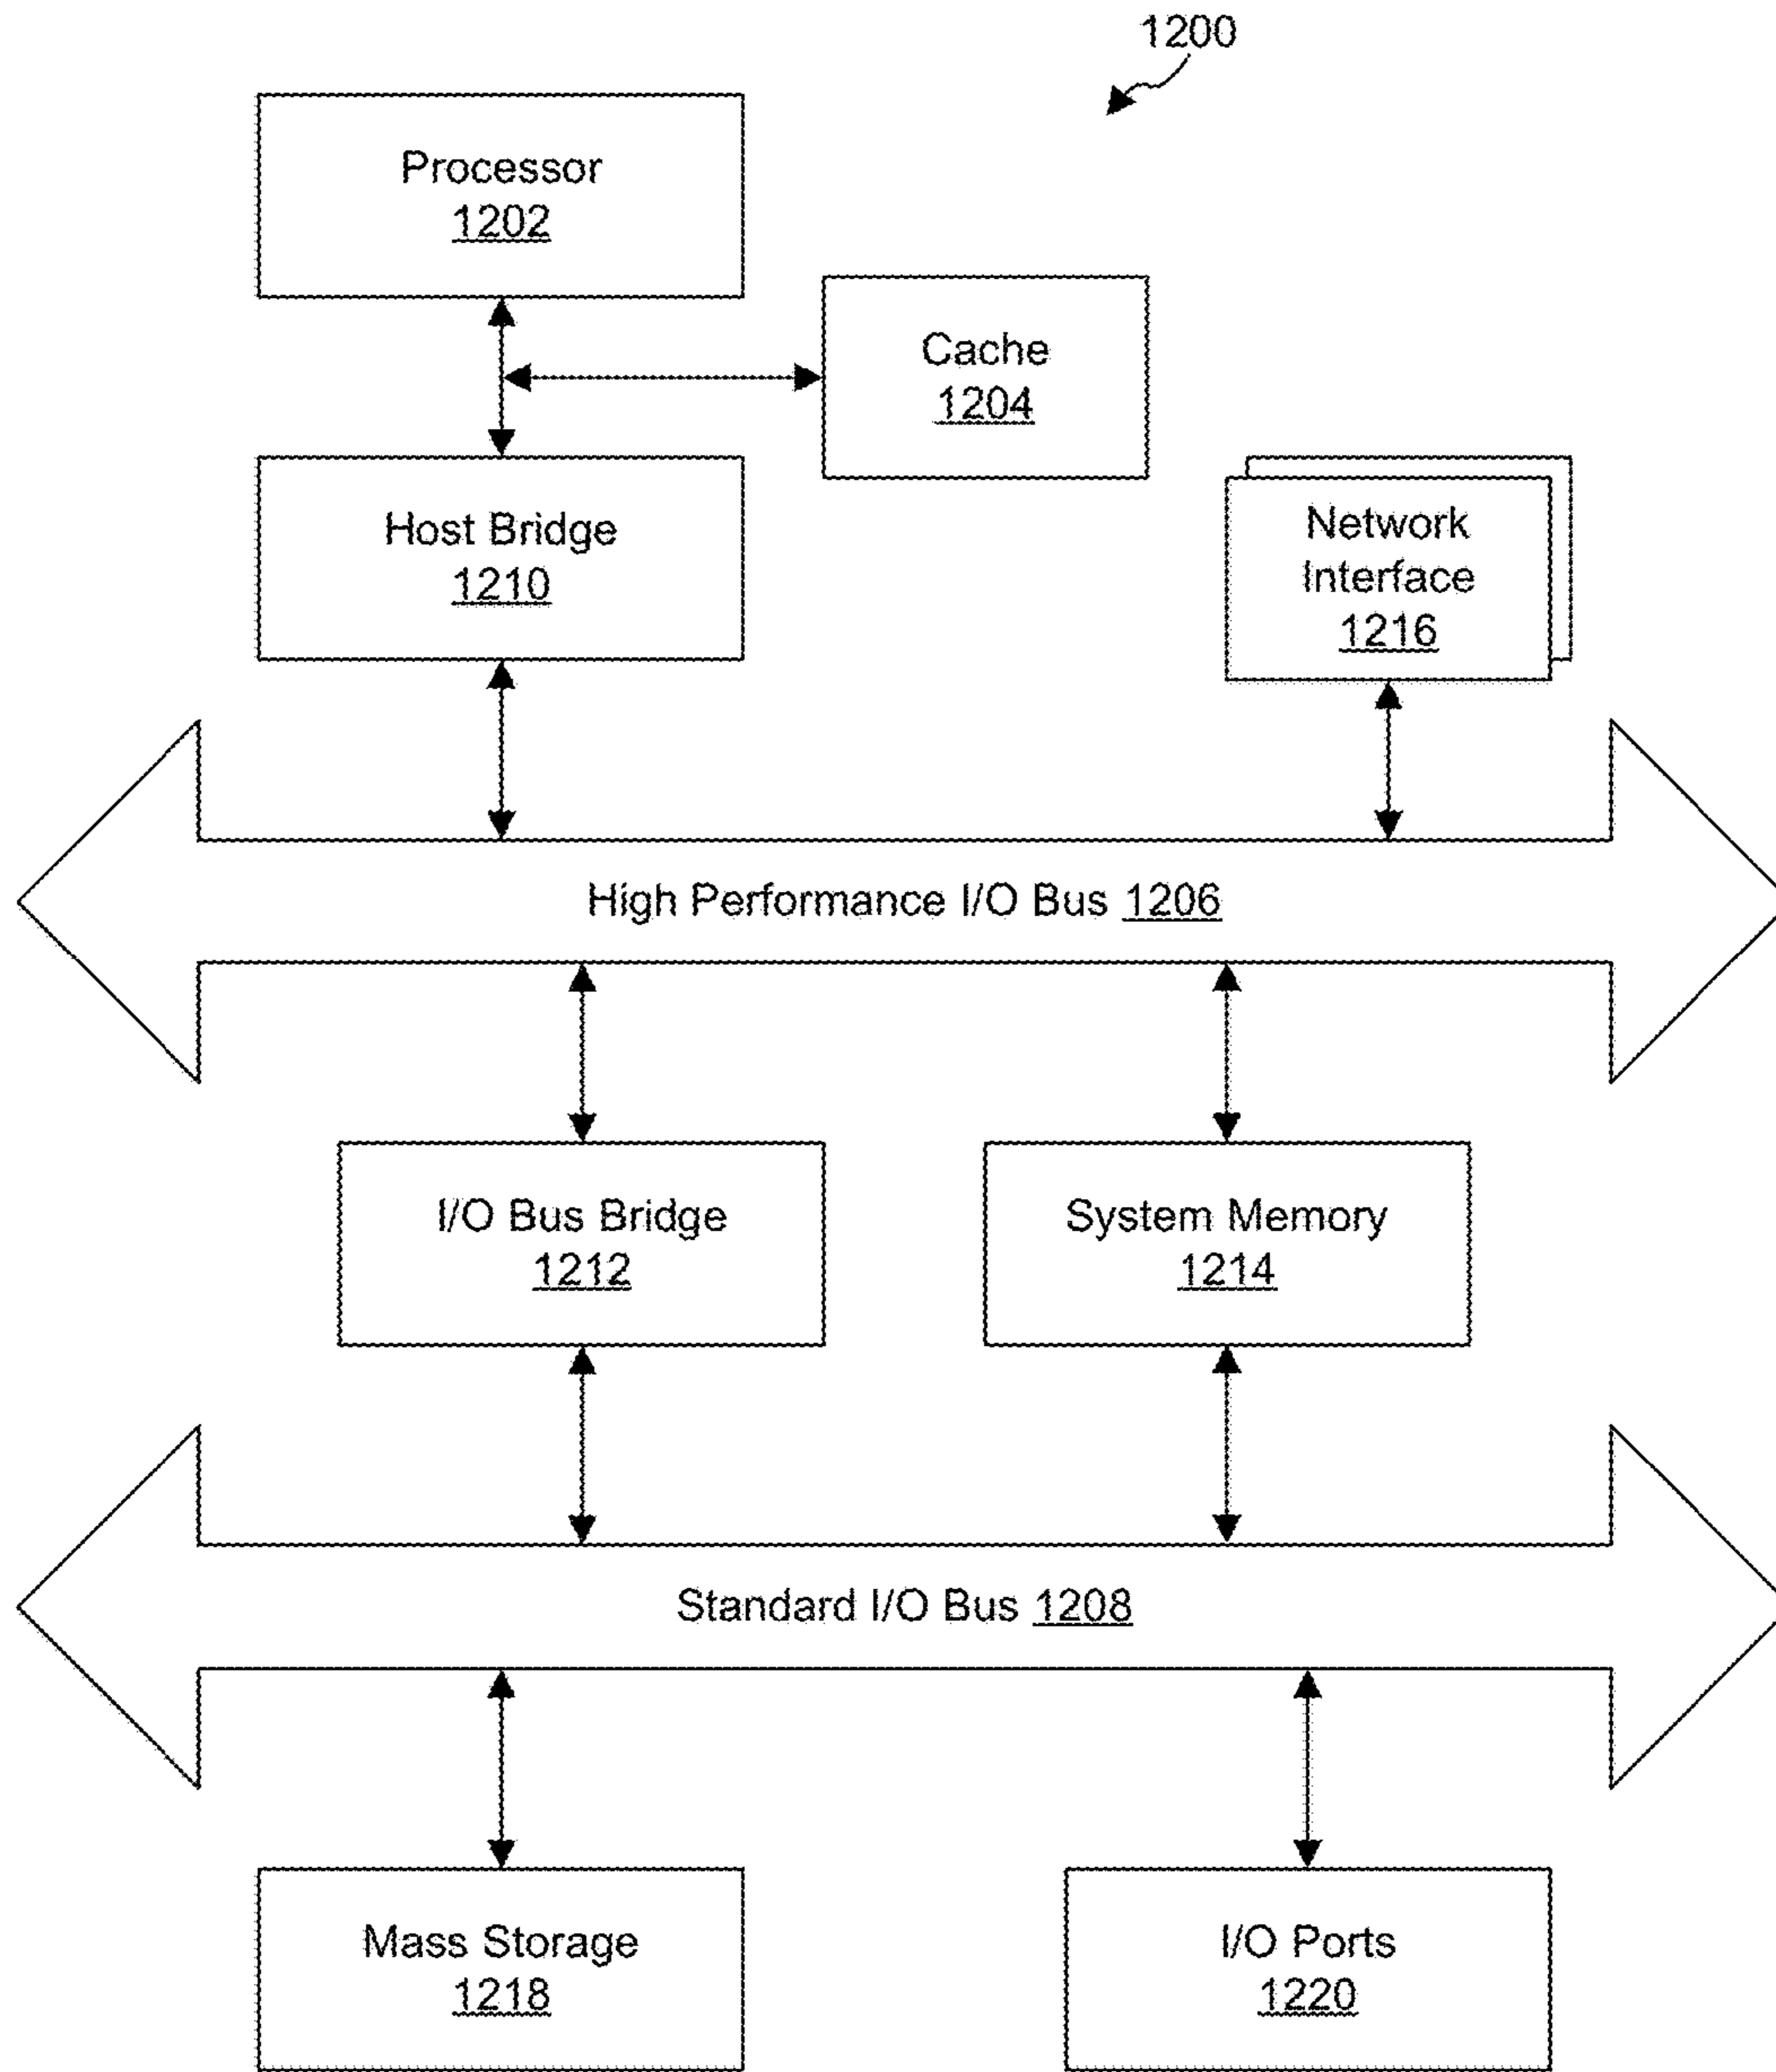 1200
Processor
1202
Cache
1204
Host Bridge
1210
Network
Interface
1216
High Performance I/O Bus 1206
I/O Bus Bridge
1212
System Memory
1214
Standard I/O Bus 1208
Mass Storage
1218
I/O Ports
1220